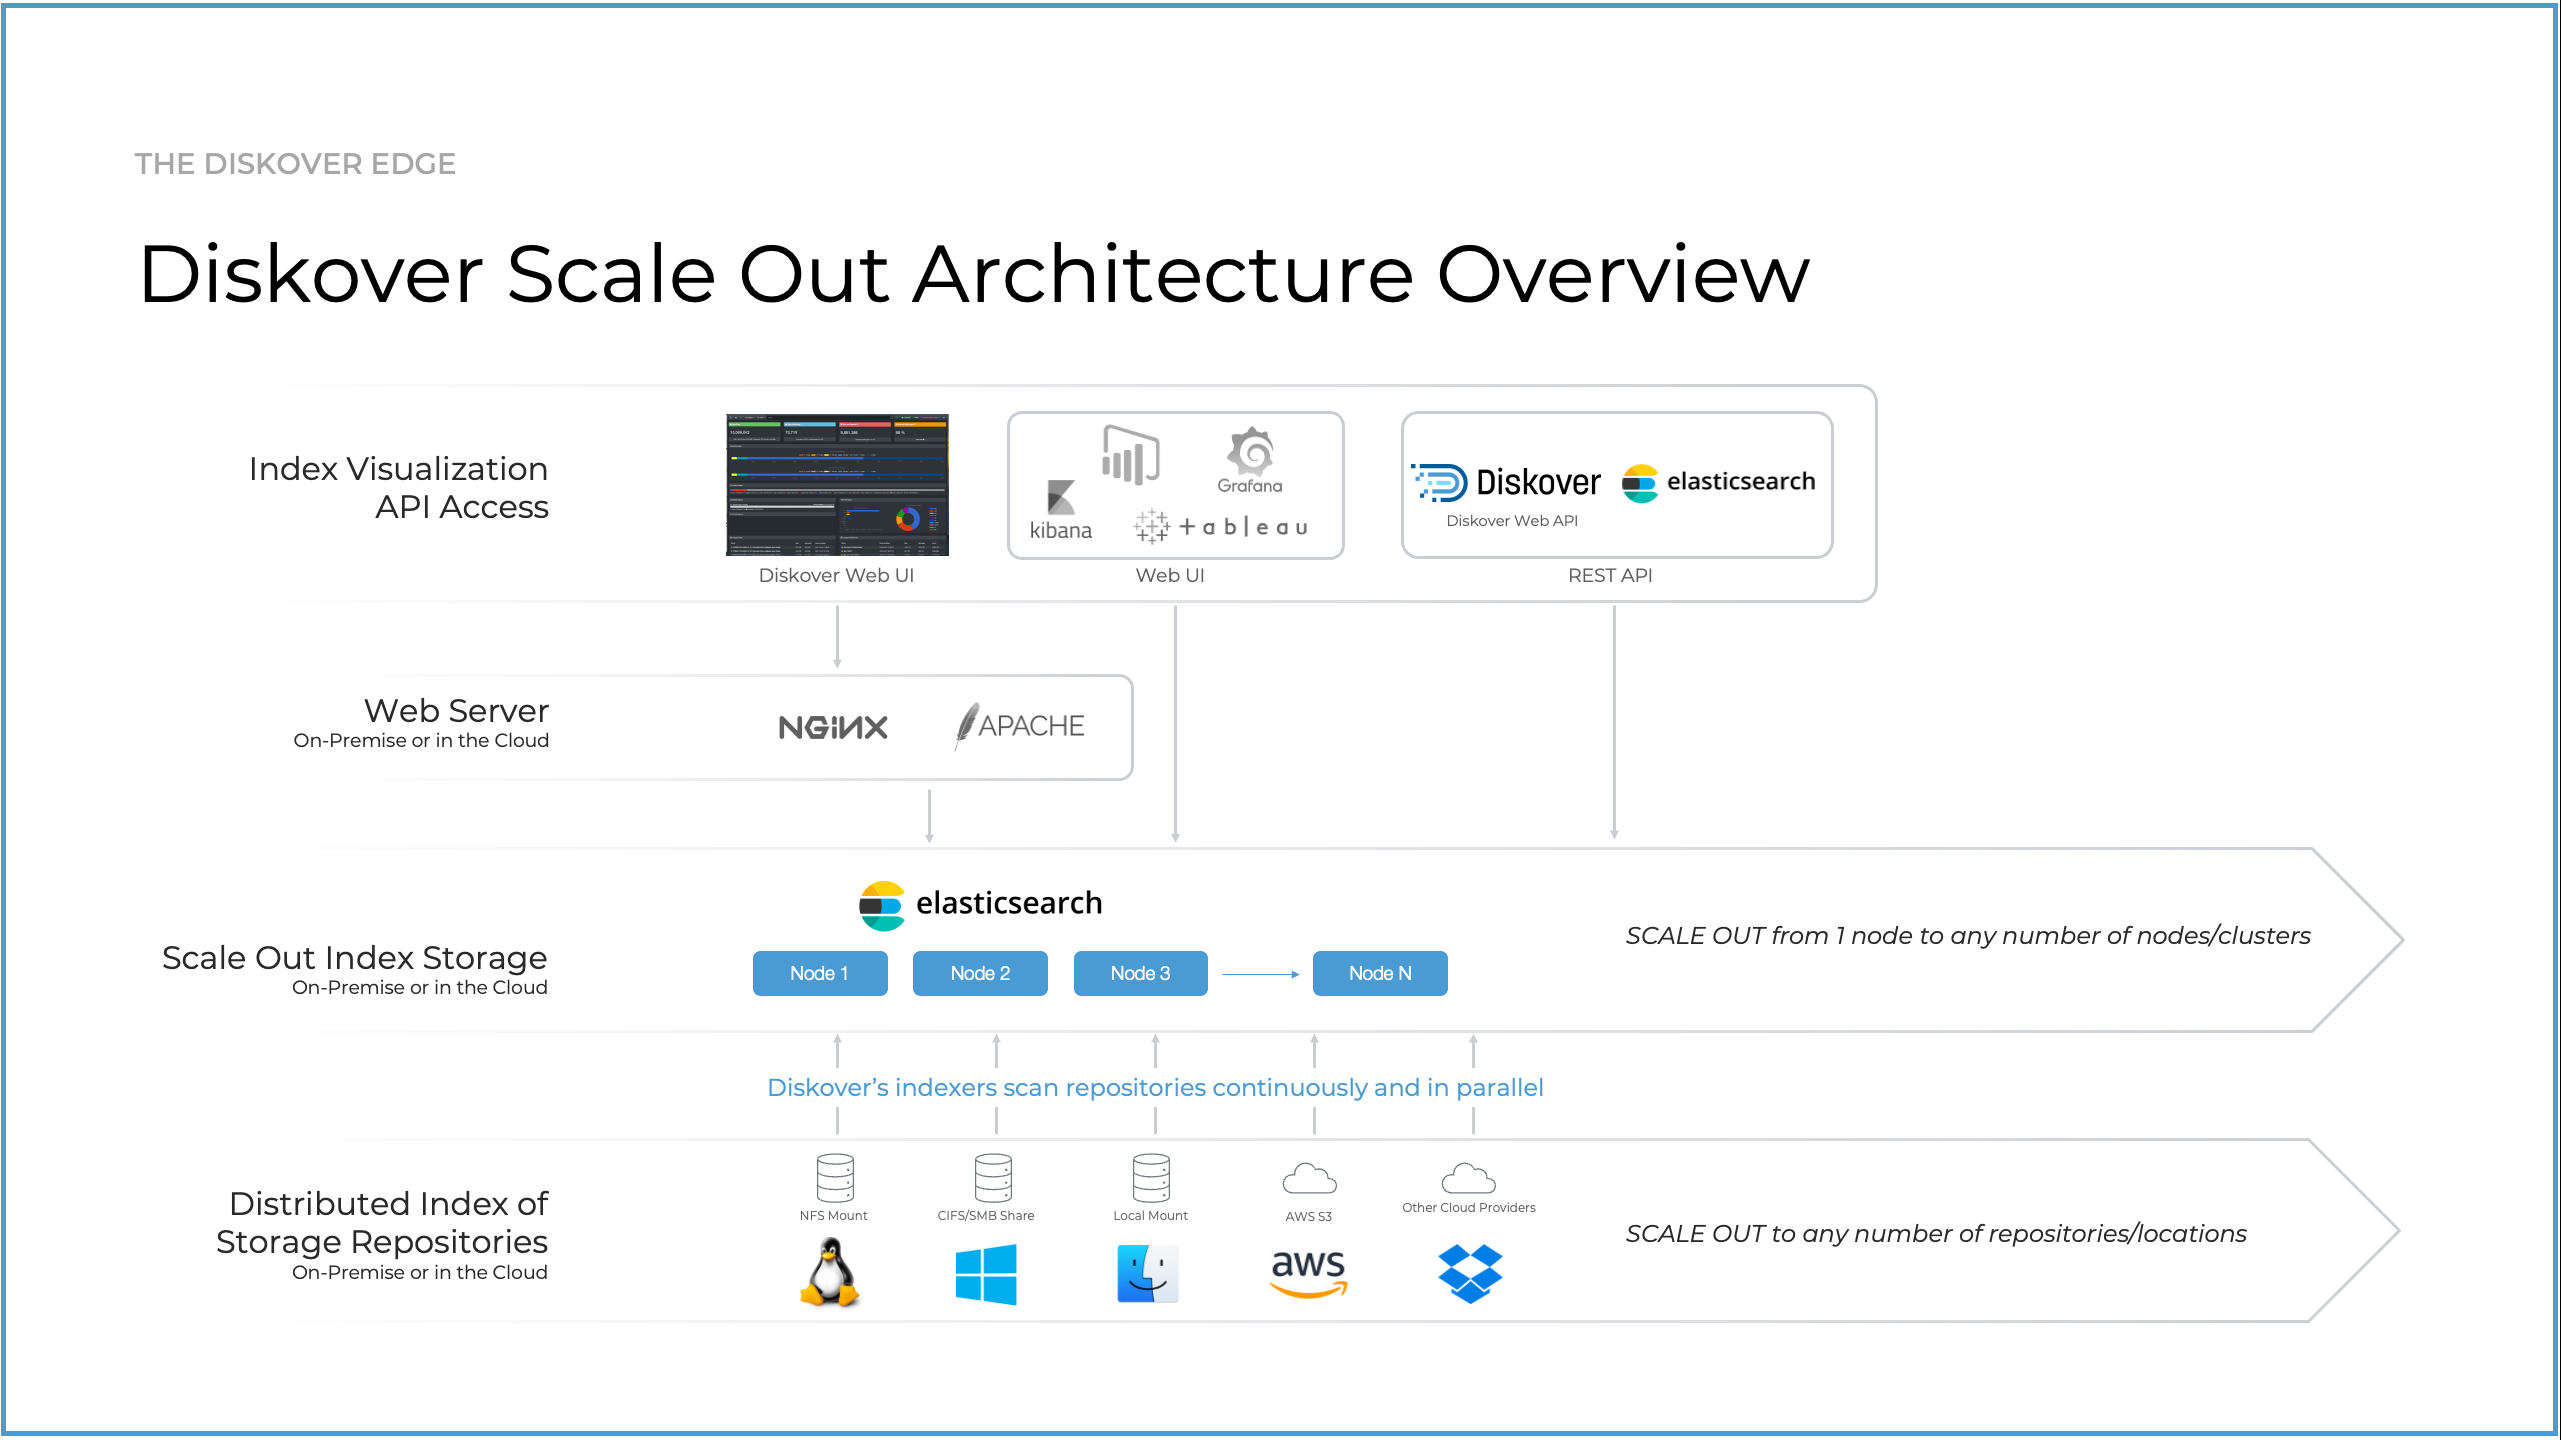 THE DISKOVER EDGE
Diskover Scale Out Architecture Overview
Index Visualization
API Access
Diskover Web UI
kibana
Grafana
+ableau
Web UI
Diskover
Diskover Web API
elasticsearch
REST API
Web Server
On-Premise or in the Cloud
NGINX
APACHE
Scale Out Index Storage
On-Premise or in the Cloud
elasticsearch
Node 1
Node 2
Node 3
Node N
SCALE OUT from 1 node to any number of nodes/clusters
Diskover’s indexers scan repositories continuously and in parallel
Distributed Index of
Storage Repositories
On-Premise or in the Cloud
NFS Mount
CIFS/SMB Share
Local Mount
AWS S3
Other Cloud Providers
aws
SCALE OUT to any number of repositories/locations